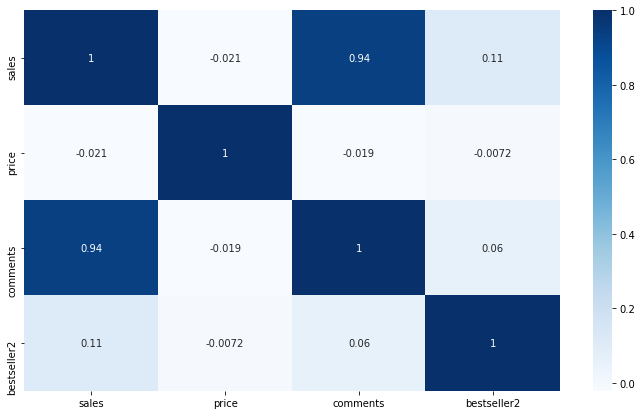 sales 1 -0.021 0.94 0.11
price -0.021 1 -0.019 -0.0072
comments 0.94 -0.019 1 0.06
bestseller2 0.11 -0.0072 0.06 1
sales price comments bestseller2
1.0
0.8
0.6
0.4
0.2
0.0